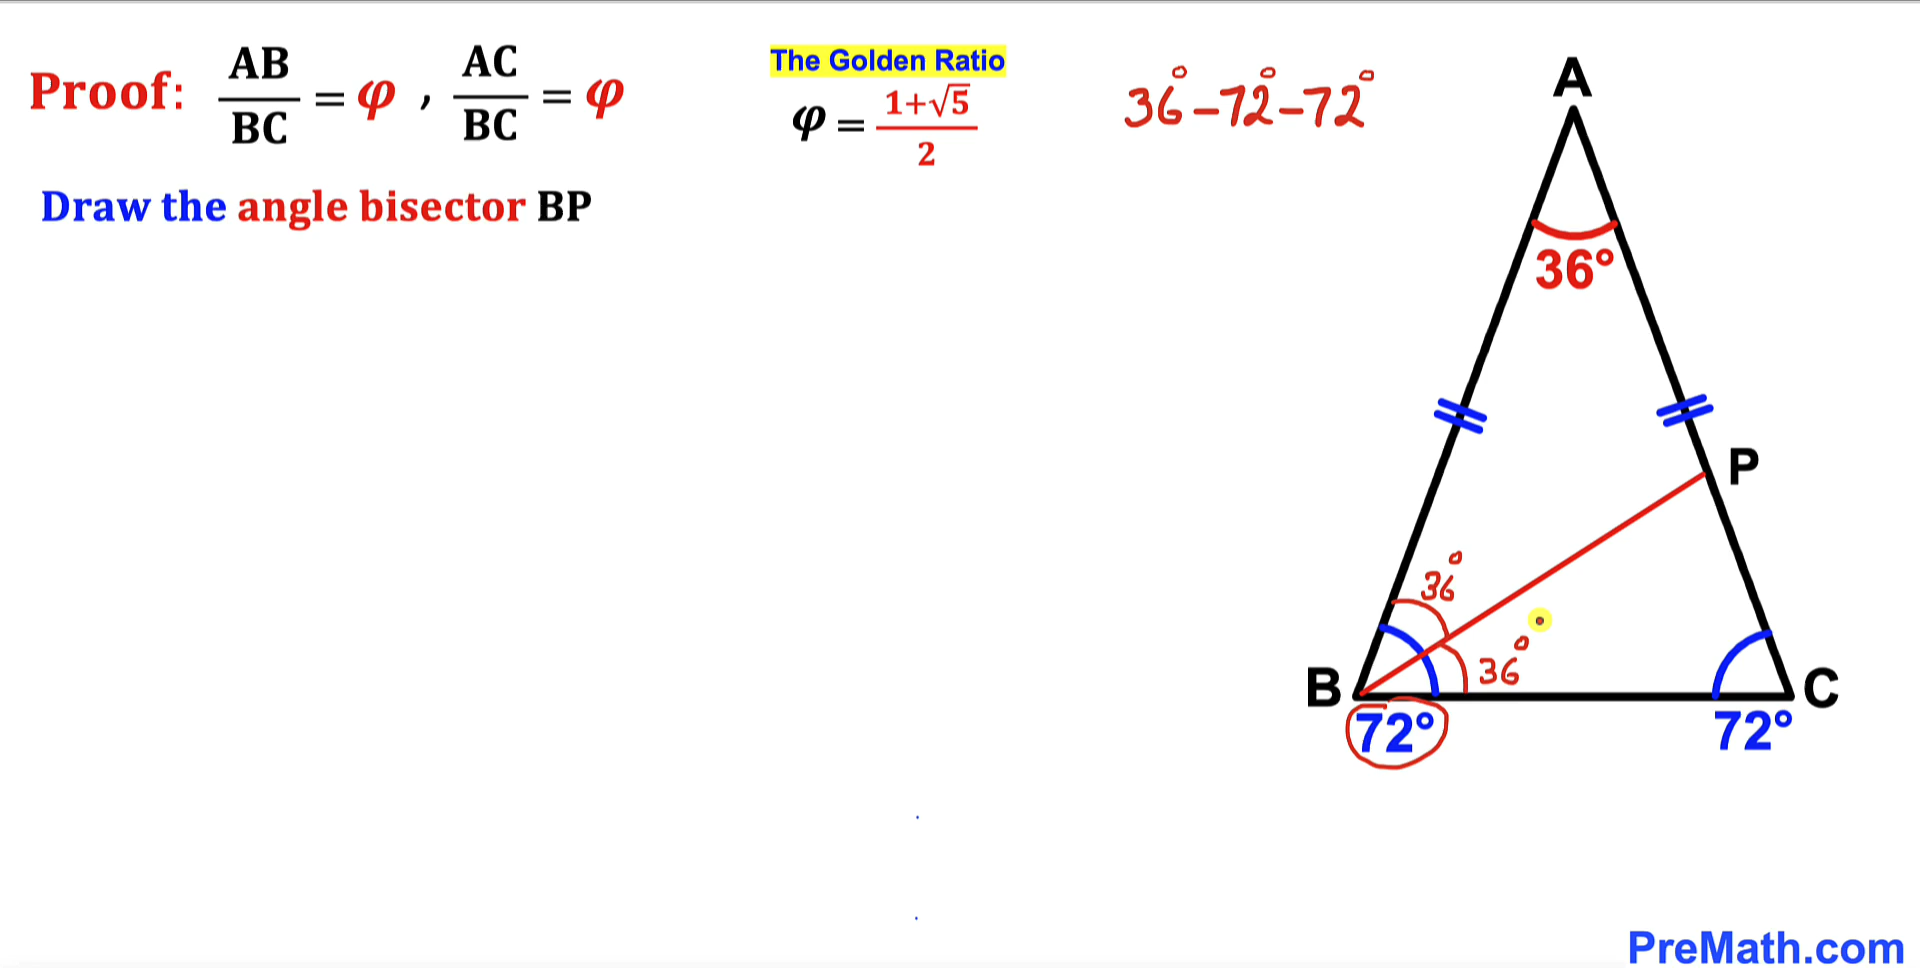 Proof: AB/BC = φ , AC/BC = φ
The Golden Ratio
φ = 1+√5/2
36°-72°-72°
Draw the angle bisector BP
A
36°
P
36°
36°
B
C
72°
72°
PreMath.com